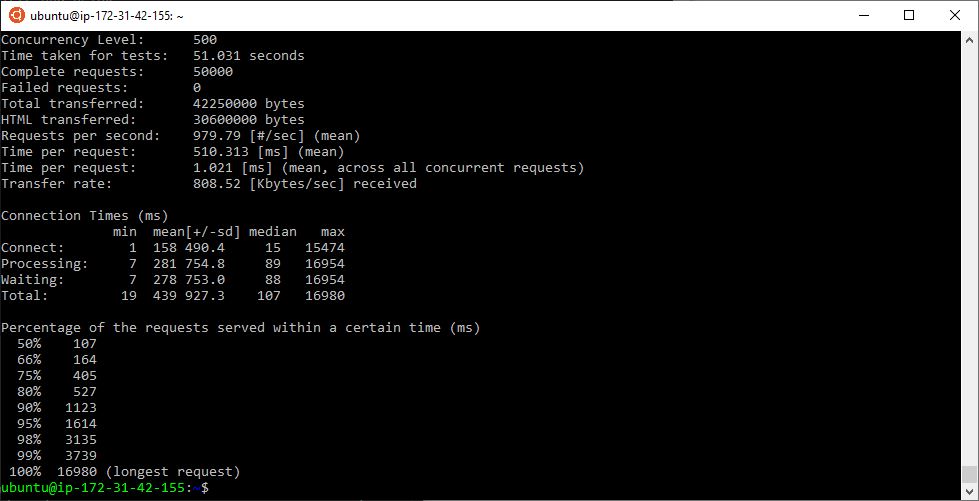 ubuntu@ip-172-31-42-155: ~
Concurrency Level:      500
Time taken for tests:   51.031 seconds
Complete requests:      50000
Failed requests:        0
Total transferred:      42250000 bytes
HTML transferred:       30600000 bytes
Requests per second:    979.79 [#/sec] (mean)
Time per request:       510.313 [ms] (mean)
Time per request:       1.021 [ms] (mean, across all concurrent requests)
Transfer rate:          808.52 [Kbytes/sec] received

Connection Times (ms)
              min  mean[+/-sd] median   max
Connect:        1  158 490.4     15   15474
Processing:     7  281 754.8     89   16954
Waiting:        7  278 753.0     88   16954
Total:         19  439 927.3    107   16980

Percentage of the requests served within a certain time (ms)
  50%    107
  66%    164
  75%    405
  80%    527
  90%   1123
  95%   1614
  98%   3135
  99%   3739
 100%  16980 (longest request)
ubuntu@ip-172-31-42-155:~$